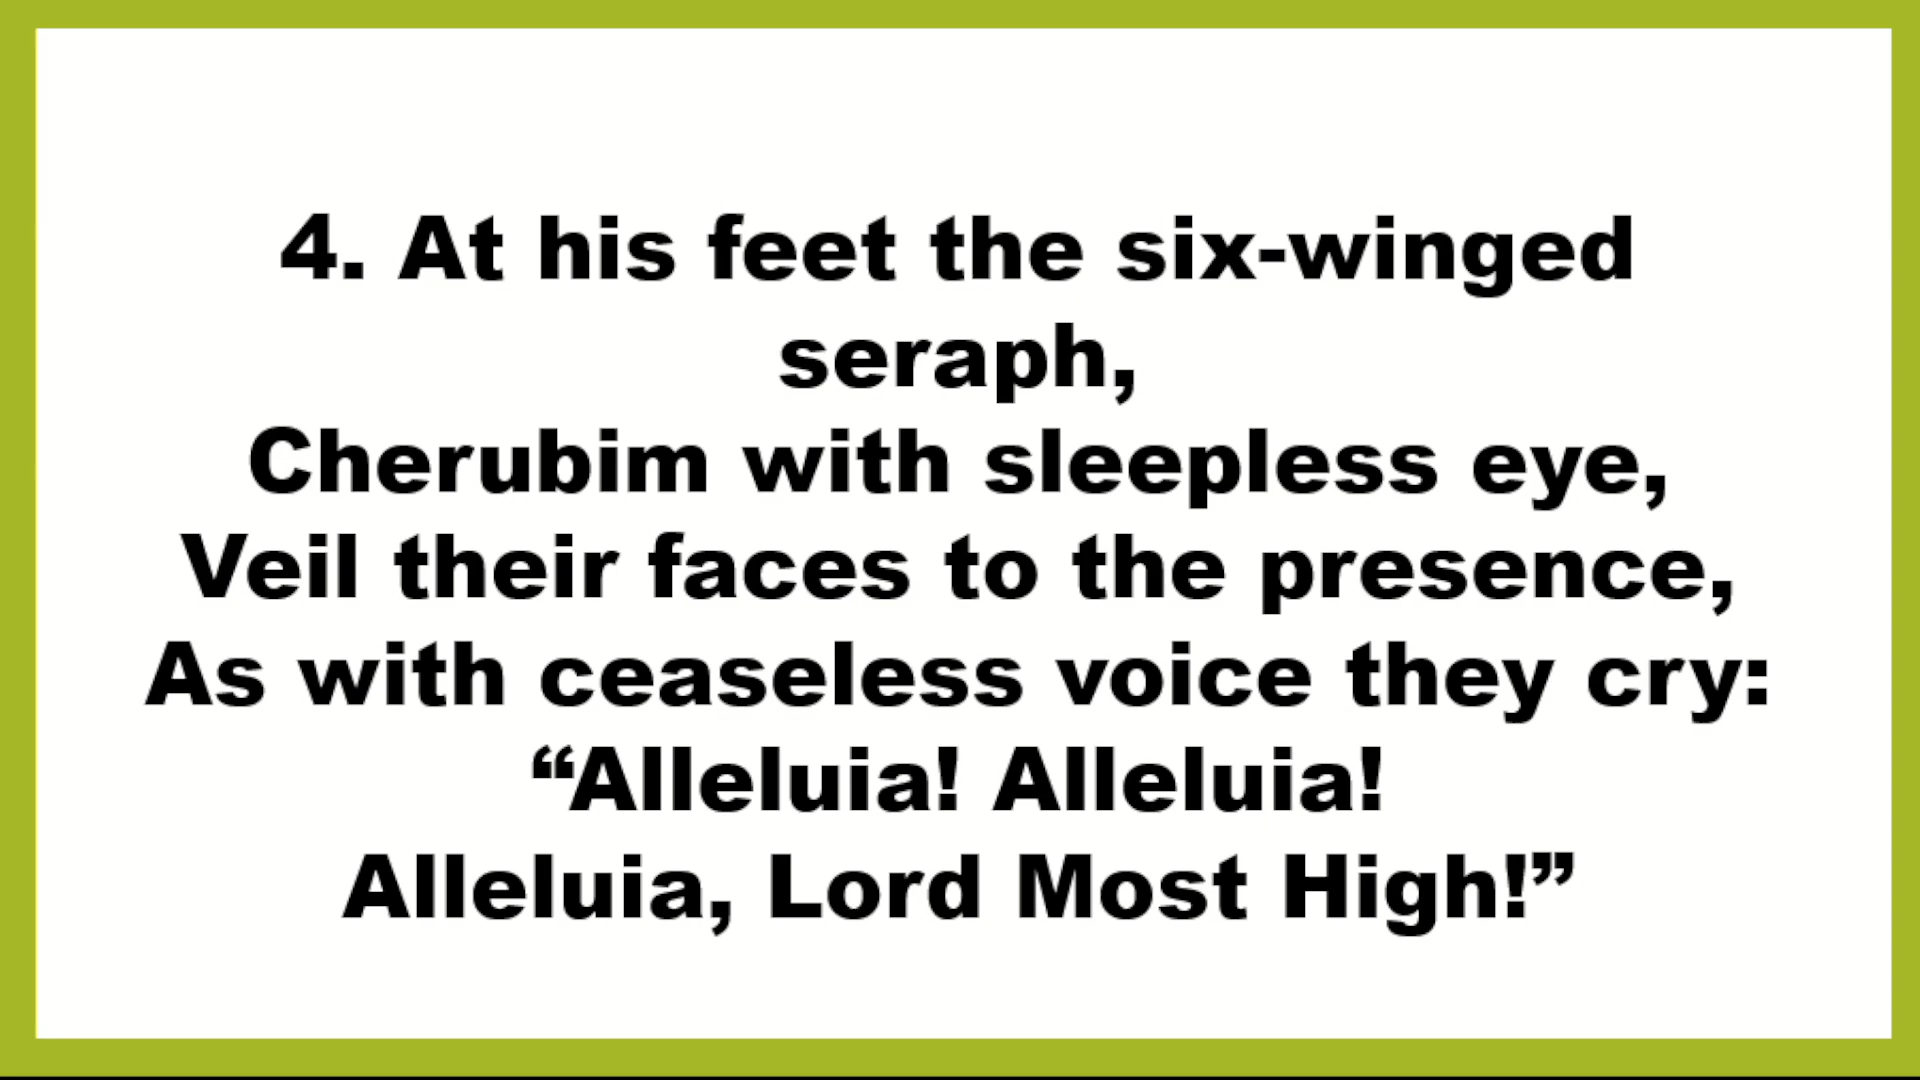 4. At his feet the six-winged
seraph,
Cherubim with sleepless eye,
Veil their faces to the presence,
As with ceaseless voice they cry:
“Alleluia! Alleluia!
Alleluia, Lord Most High!”